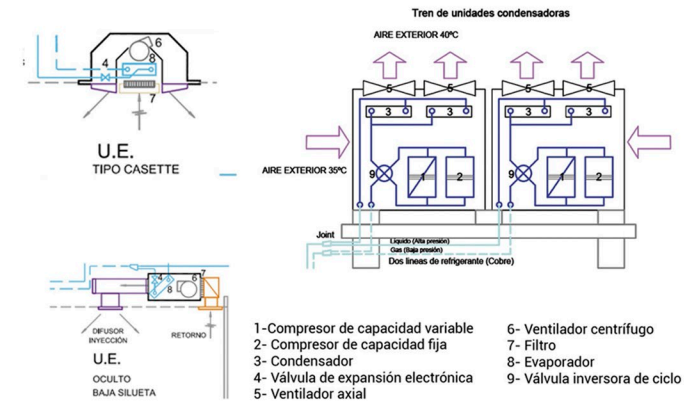 Tren de unidades condensadoras
AIRE EXTERIOR 40ºC
6
8
4
7
U.E.
TIPO CASETTE
5
5
5
5
3
3
3
3
AIRE EXTERIOR 35ºC
9
1
2
9
1
2
Joint
Líquido (Alta presión)
Gas (Baja presión)
Dos lineas de refrigerante (Cobre)
6
7
8
DIFUSOR
INYECCIÓN
RETORNO
U.E.
OCULTO
BAJA SILUETA
1-Compresor de capacidad variable
2- Compresor de capacidad fija
3- Condensador
4- Válvula de expansión electrónica
5- Ventilador axial
6- Ventilador centrífugo
7- Filtro
8- Evaporador
9- Válvula inversora de ciclo